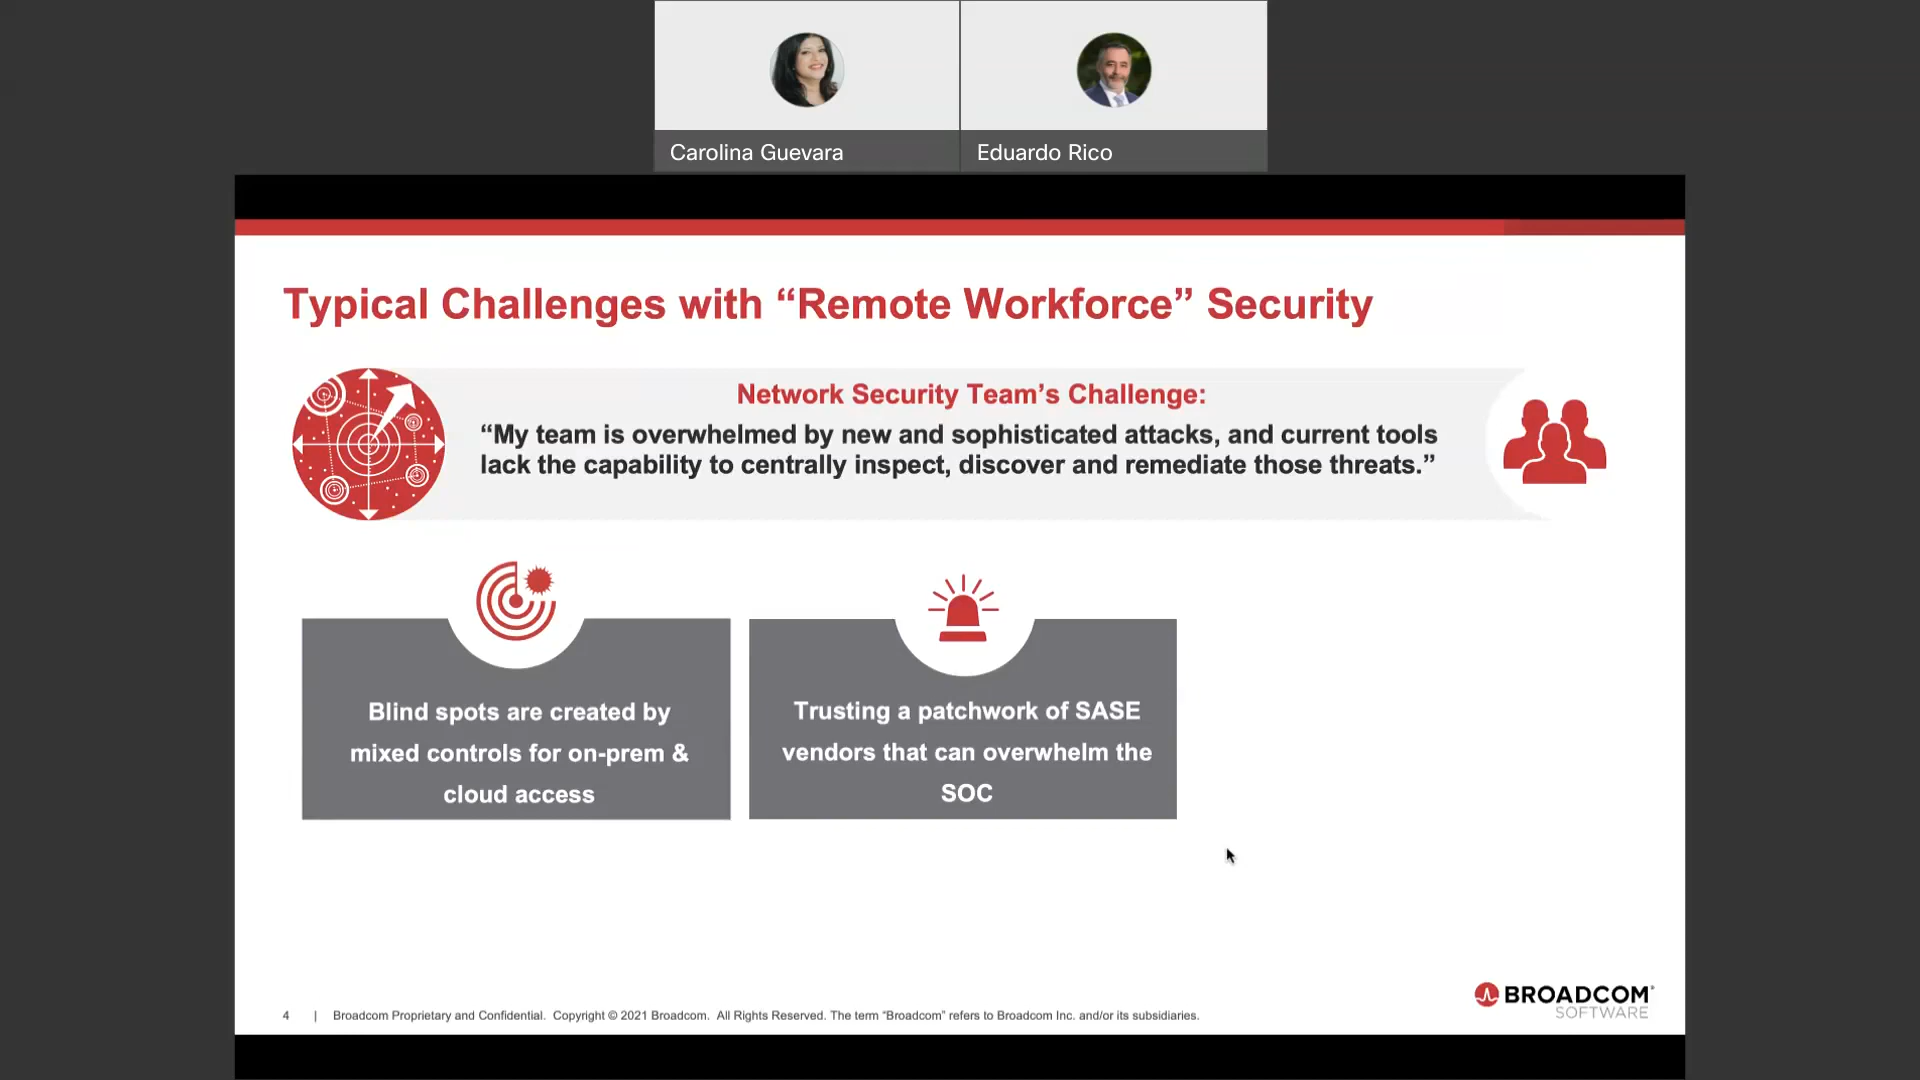 Carolina Guevara
Eduardo Rico
Typical Challenges with “Remote Workforce” Security
Network Security Team’s Challenge:
“My team is overwhelmed by new and sophisticated attacks, and current tools
lack the capability to centrally inspect, discover and remediate those threats.”
Blind spots are created by
mixed controls for on-prem &
cloud access
Trusting a patchwork of SASE
vendors that can overwhelm the
SOC
4 | Broadcom Proprietary and Confidential. Copyright © 2021 Broadcom. All Rights Reserved. The term “Broadcom” refers to Broadcom Inc. and/or its subsidiaries.
BROADCOM®
SOFTWARE